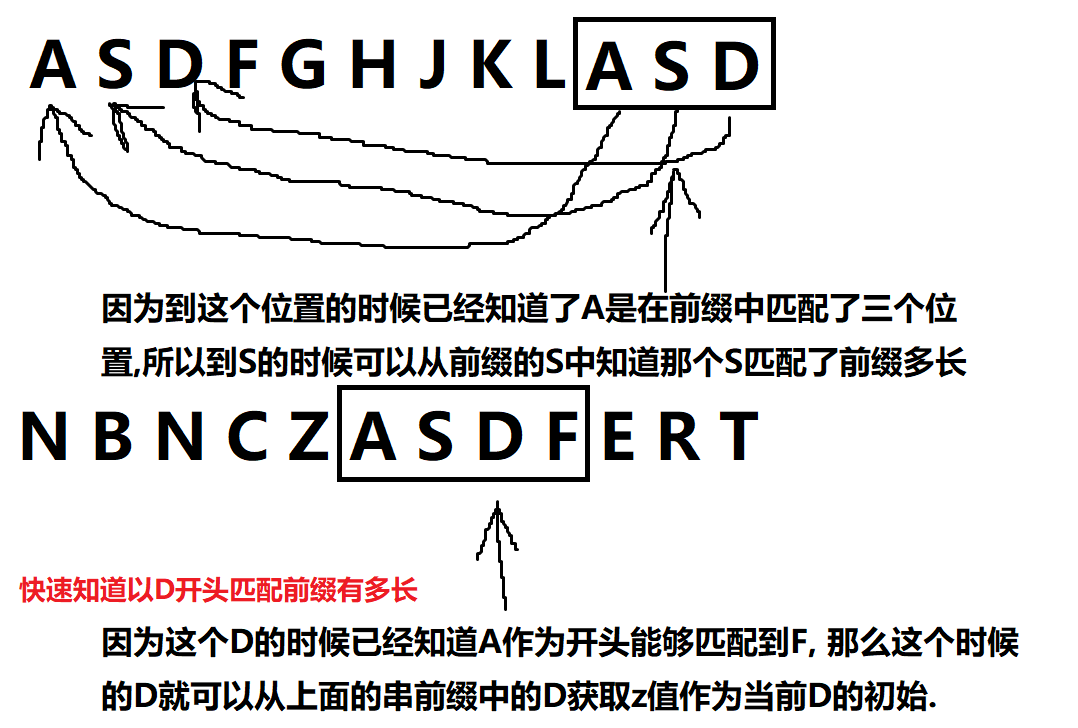 A S D F G H J K L A S D
因为到这个位置的时候已经知道了A是在前缀中匹配了三个位
置,所以到S的时候可以从前缀的S中知道那个S匹配了前缀多长
N B N C Z A S D F E R T
快速知道以D开头匹配前缀有多长
因为这个D的时候已经知道A作为开头能够匹配到F, 那么这个时候
的D就可以从上面的串前缀中的D获取z值作为当前D的初始.